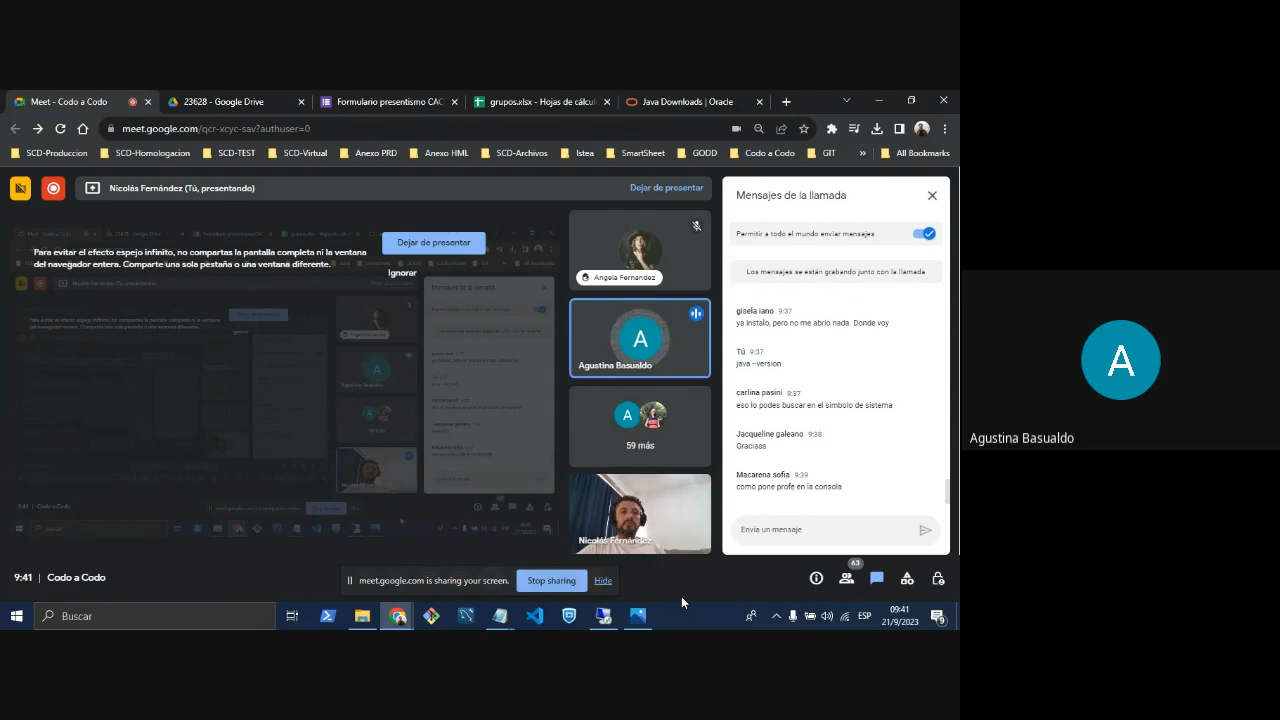 Meet - Codo a Codo
23628 - Google Drive
Formulario presentismo CAC
grupos.xlsx - Hojas de cálcul
Java Downloads | Oracle
meet.google.com/qcr-xcyc-sav?authuser=0
SCD-Produccion
SCD-Homologacion
SCD-TEST
SCD-Virtual
Anexo PRD
Anexo HML
SCD-Archivos
Istea
SmartSheet
GODD
Codo a Codo
GIT
»
All Bookmarks
Nicolás Fernández (Tú, presentando)
Dejar de presentar
Para evitar el efecto espejo infinito, no compartas la pantalla completa ni la ventana
del navegador entera. Comparte una sola pestaña o una ventana diferente.
Dejar de presentar
Ignorar
Angela Fernandez
A
Agustina Basualdo
A
59 más
Nicolás Fernández
Mensajes de la llamada
Permitir a todo el mundo enviar mensajes
Los mensajes se están grabando junto con la llamada
gisela iano 9:37
ya instalo, pero no me abrio nada. Donde voy
Tú 9:37
java --version
carlina pasini 9:37
eso lo podes buscar en el simbolo de sistema
Jacqueline galeano 9:38
Graciass
Macarena sofia 9:39
como pone profe en la consola
Envía un mensaje
9:41 | Codo a Codo
meet.google.com is sharing your screen.
Stop sharing
Hide
63
Buscar
ESP
09:41
21/9/2023
9
A
Agustina Basualdo